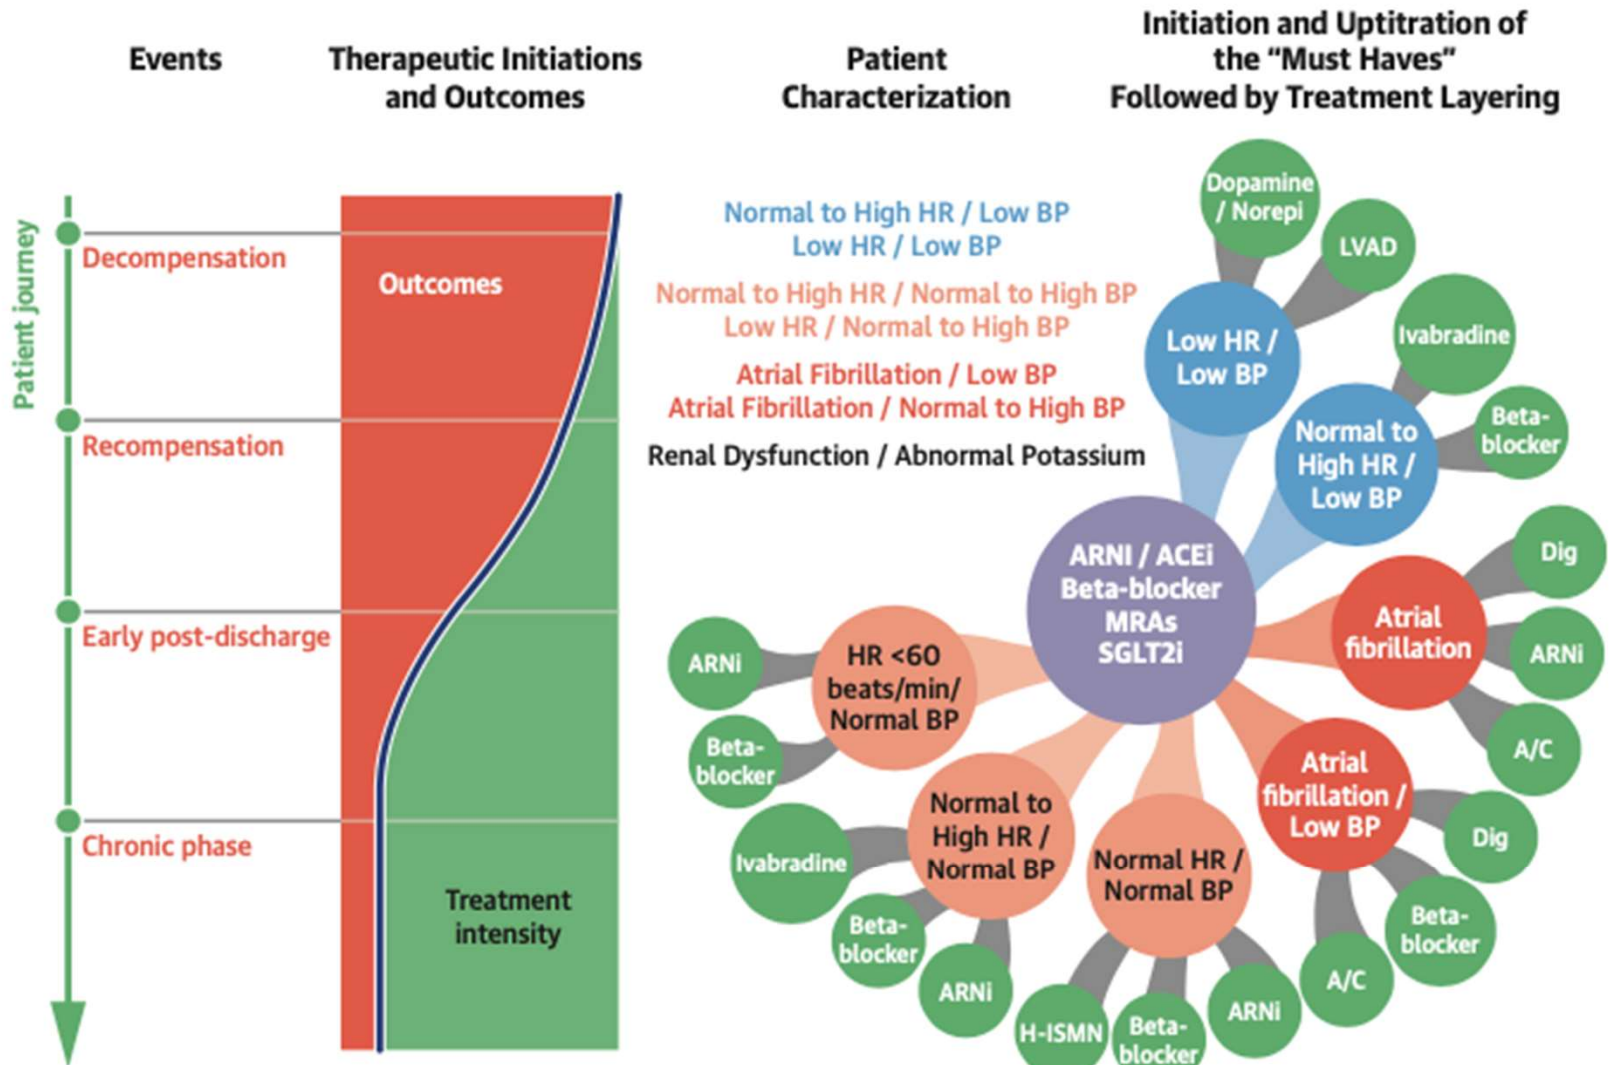 Events
Therapeutic Initiations
and Outcomes
Patient
Characterization
Initiation and Uptitration of
the “Must Haves”
Followed by Treatment Layering
Patient journey
Decompensation
Recompensation
Early post-discharge
Chronic phase
Outcomes
Treatment
intensity
Normal to High HR / Low BP
Low HR / Low BP
Normal to High HR / Normal to High BP
Low HR / Normal to High BP
Atrial Fibrillation / Low BP
Atrial Fibrillation / Normal to High BP
Renal Dysfunction / Abnormal Potassium
ARNI / ACEi
Beta-blocker
MRAs
SGLT2i
Low HR /
Low BP
Dopamine
/ Norepi
LVAD
Normal to
High HR /
Low BP
Ivabradine
Beta-
blocker
Atrial
fibrillation
Dig
ARNi
A/C
Atrial
fibrillation /
Low BP
Dig
Beta-
blocker
A/C
Normal HR /
Normal BP
ARNi
Beta-
blocker
H-ISMN
Normal to
High HR /
Normal BP
ARNi
Beta-
blocker
Ivabradine
HR <60
beats/min/
Normal BP
Beta-
blocker
ARNi